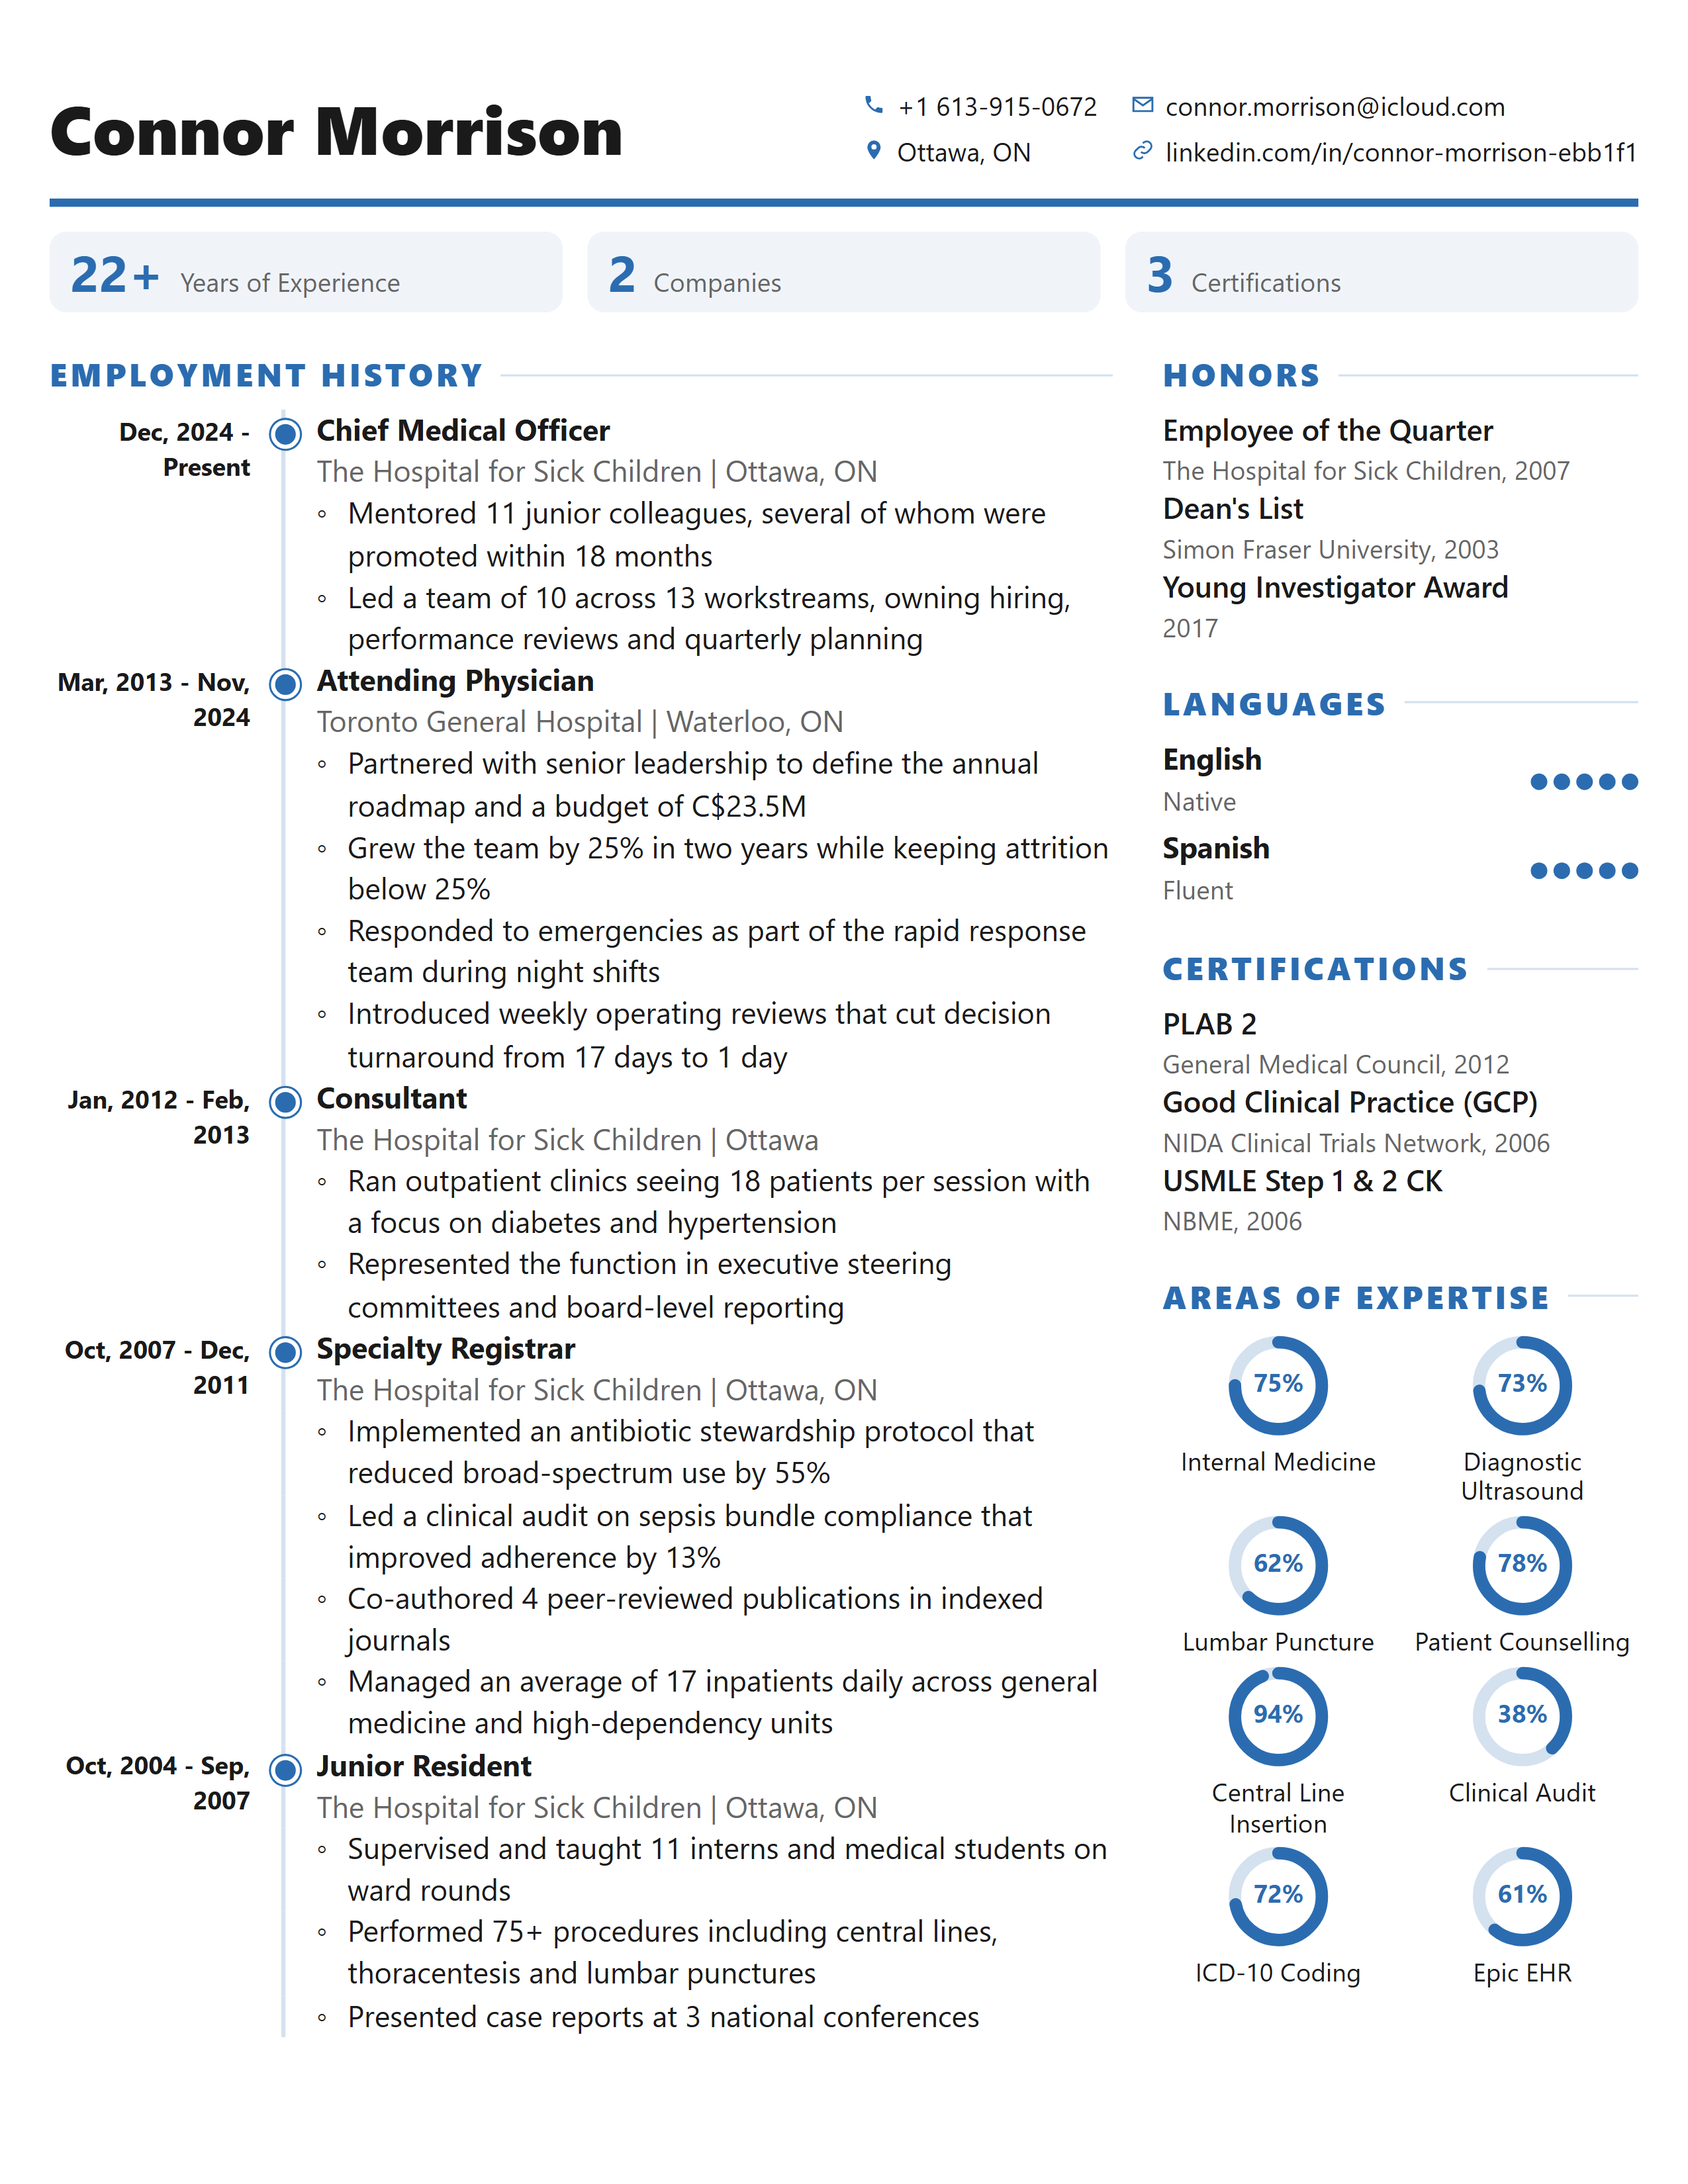 Connor Morrison
+1 613-915-0672
connor.morrison@icloud.com
Ottawa, ON
linkedin.com/in/connor-morrison-ebb1f1
22+ Years of Experience
2 Companies
3 Certifications
EMPLOYMENT HISTORY
Dec, 2024 -
Present
Chief Medical Officer
The Hospital for Sick Children | Ottawa, ON
◦ Mentored 11 junior colleagues, several of whom were
promoted within 18 months
◦ Led a team of 10 across 13 workstreams, owning hiring,
performance reviews and quarterly planning
Mar, 2013 - Nov,
2024
Attending Physician
Toronto General Hospital | Waterloo, ON
◦ Partnered with senior leadership to define the annual
roadmap and a budget of C$23.5M
◦ Grew the team by 25% in two years while keeping attrition
below 25%
◦ Responded to emergencies as part of the rapid response
team during night shifts
◦ Introduced weekly operating reviews that cut decision
turnaround from 17 days to 1 day
Jan, 2012 - Feb,
2013
Consultant
The Hospital for Sick Children | Ottawa
◦ Ran outpatient clinics seeing 18 patients per session with
a focus on diabetes and hypertension
◦ Represented the function in executive steering
committees and board-level reporting
Oct, 2007 - Dec,
2011
Specialty Registrar
The Hospital for Sick Children | Ottawa, ON
◦ Implemented an antibiotic stewardship protocol that
reduced broad-spectrum use by 55%
◦ Led a clinical audit on sepsis bundle compliance that
improved adherence by 13%
◦ Co-authored 4 peer-reviewed publications in indexed
journals
◦ Managed an average of 17 inpatients daily across general
medicine and high-dependency units
Oct, 2004 - Sep,
2007
Junior Resident
The Hospital for Sick Children | Ottawa, ON
◦ Supervised and taught 11 interns and medical students on
ward rounds
◦ Performed 75+ procedures including central lines,
thoracentesis and lumbar punctures
◦ Presented case reports at 3 national conferences
HONORS
Employee of the Quarter
The Hospital for Sick Children, 2007
Dean's List
Simon Fraser University, 2003
Young Investigator Award
2017
LANGUAGES
English
Native
Spanish
Fluent
CERTIFICATIONS
PLAB 2
General Medical Council, 2012
Good Clinical Practice (GCP)
NIDA Clinical Trials Network, 2006
USMLE Step 1 & 2 CK
NBME, 2006
AREAS OF EXPERTISE
75%
Internal Medicine
73%
Diagnostic
Ultrasound
62%
Lumbar Puncture
78%
Patient Counselling
94%
Central Line
Insertion
38%
Clinical Audit
72%
ICD-10 Coding
61%
Epic EHR